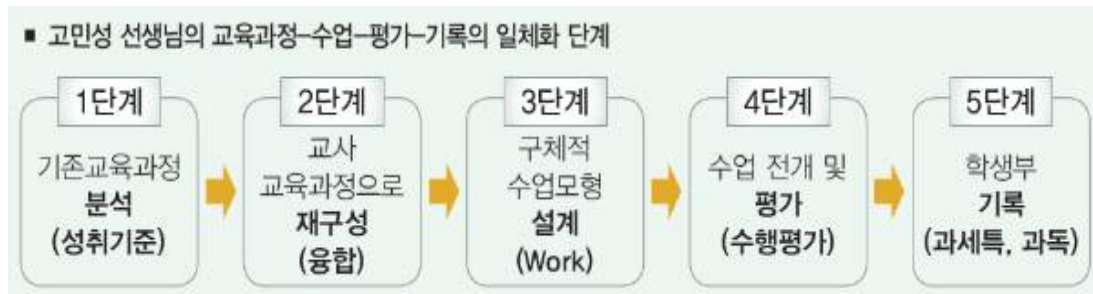 ▪ 고민성 선생님의 교육과정-수업-평가-기록의 일체화 단계
1단계
기존교육과정
분석
(성취기준)
2단계
교사
교육과정으로
재구성
(융합)
3단계
구체적
수업모형
설계
(Work)
4단계
수업 전개 및
평가
(수행평가)
5단계
학생부
기록
(과세특, 과독)